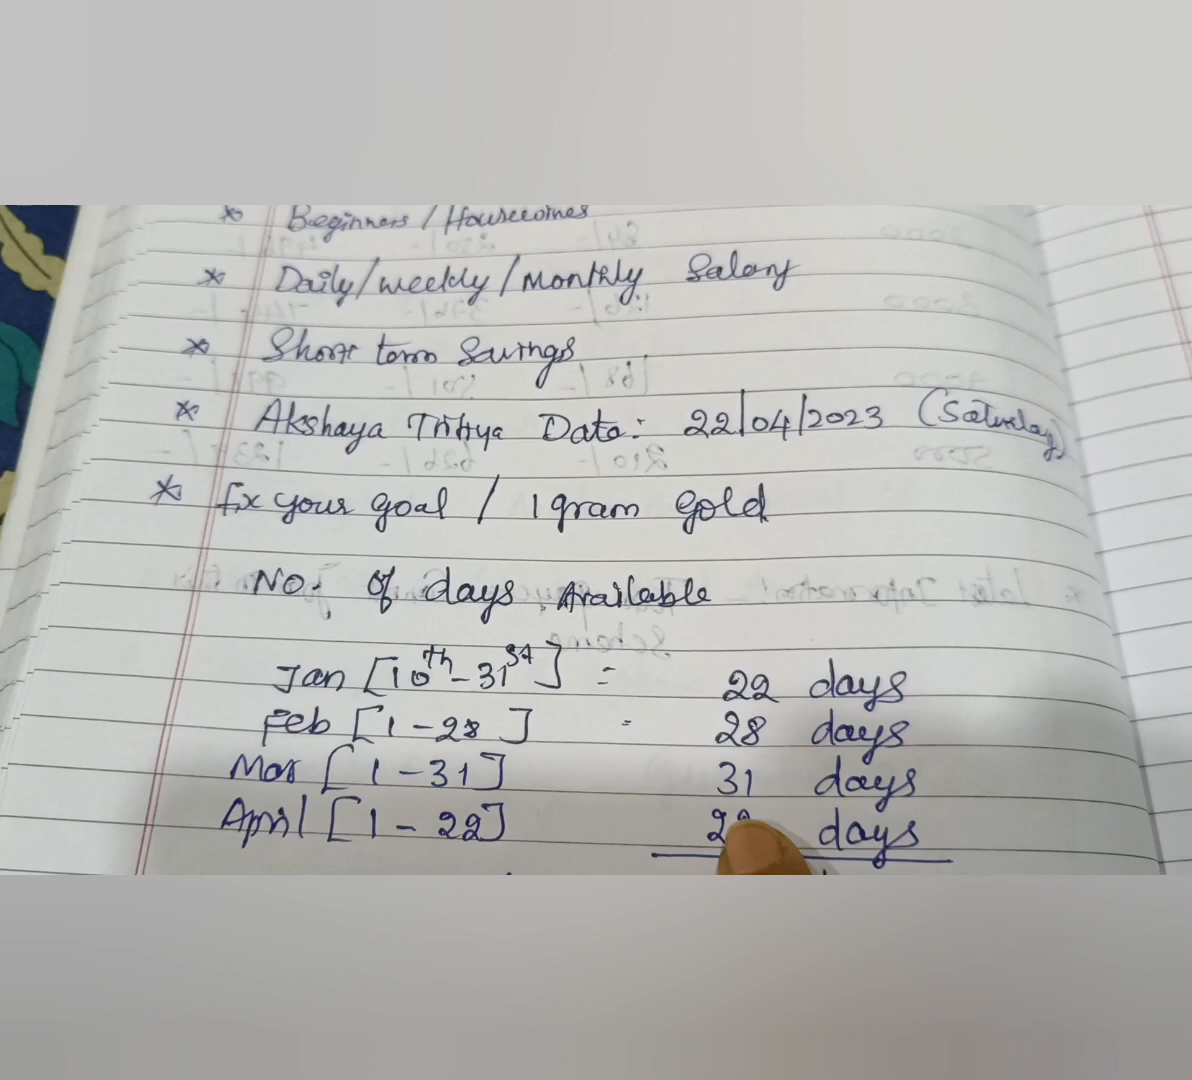 * Beginners / Housewives
* Daily/weekly/Monthly Salary
* Short term Savings
* Akshaya Tritiya Date: 22/04/2023 (Saturday)
* fix your goal / 1 gram gold
No. of days Available
Jan [10th - 31st] = 22 days
Feb [1 - 28] = 28 days
Mar [1 - 31] 31 days
April [1 - 22] days